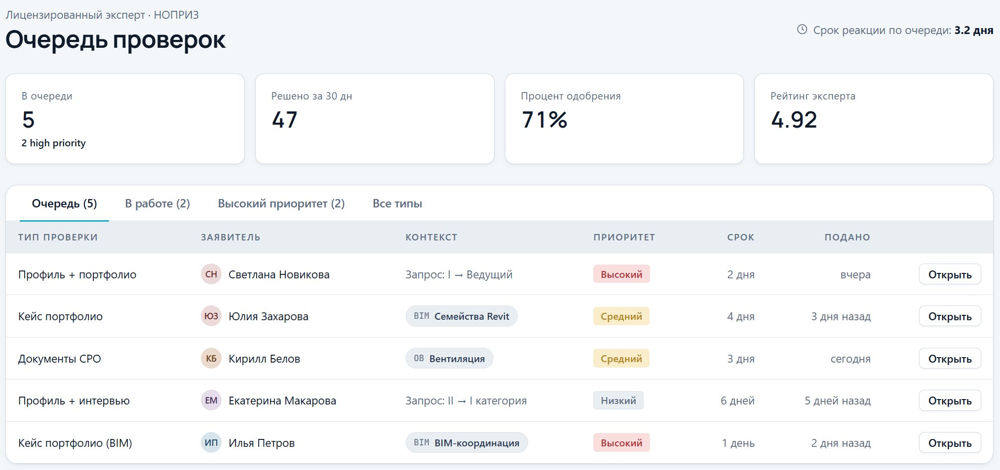 Лицензированный эксперт · НОПРИЗ
Очередь проверок
Срок реакции по очереди: 3.2 дня
В очереди
5
2 high priority
Решено за 30 дн
47
Процент одобрения
71%
Рейтинг эксперта
4.92
Очередь (5) В работе (2) Высокий приоритет (2) Все типы
ТИП ПРОВЕРКИ ЗАЯВИТЕЛЬ КОНТЕКСТ ПРИОРИТЕТ СРОК ПОДАНО
Профиль + портфолио СН Светлана Новикова Запрос: I → Ведущий Высокий 2 дня вчера Открыть
Кейс портфолио ЮЗ Юлия Захарова BIM Семейства Revit Средний 4 дня 3 дня назад Открыть
Документы СРО КБ Кирилл Белов ОВ Вентиляция Средний 3 дня сегодня Открыть
Профиль + интервью ЕМ Екатерина Макарова Запрос: II → I категория Низкий 6 дней 5 дней назад Открыть
Кейс портфолио (BIM) ИП Илья Петров BIM BIM-координация Высокий 1 день 2 дня назад Открыть